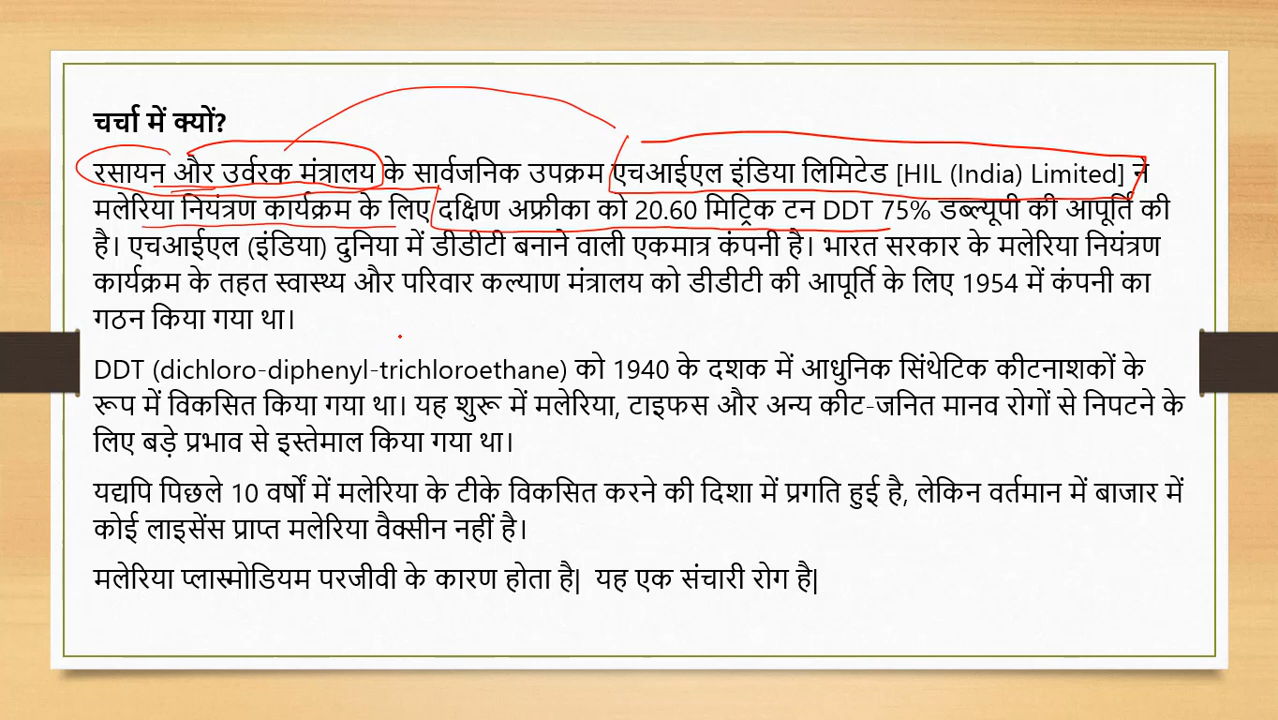 चर्चा में क्यों?
रसायन और उर्वरक मंत्रालय के सार्वजनिक उपक्रम एचआईएल इंडिया लिमिटेड [HIL (India) Limited] ने
मलेरिया नियंत्रण कार्यक्रम के लिए दक्षिण अफ्रीका को 20.60 मिट्रिक टन DDT 75% डब्ल्यूपी की आपूर्ति की
है। एचआईएल (इंडिया) दुनिया में डीडीटी बनाने वाली एकमात्र कंपनी है। भारत सरकार के मलेरिया नियंत्रण
कार्यक्रम के तहत स्वास्थ्य और परिवार कल्याण मंत्रालय को डीडीटी की आपूर्ति के लिए 1954 में कंपनी का
गठन किया गया था।
DDT (dichloro-diphenyl-trichloroethane) को 1940 के दशक में आधुनिक सिंथेटिक कीटनाशकों के
रूप में विकसित किया गया था। यह शुरू में मलेरिया, टाइफस और अन्य कीट-जनित मानव रोगों से निपटने के
लिए बड़े प्रभाव से इस्तेमाल किया गया था।
यद्यपि पिछले 10 वर्षों में मलेरिया के टीके विकसित करने की दिशा में प्रगति हुई है, लेकिन वर्तमान में बाजार में
कोई लाइसेंस प्राप्त मलेरिया वैक्सीन नहीं है।
मलेरिया प्लास्मोडियम परजीवी के कारण होता है| यह एक संचारी रोग है|